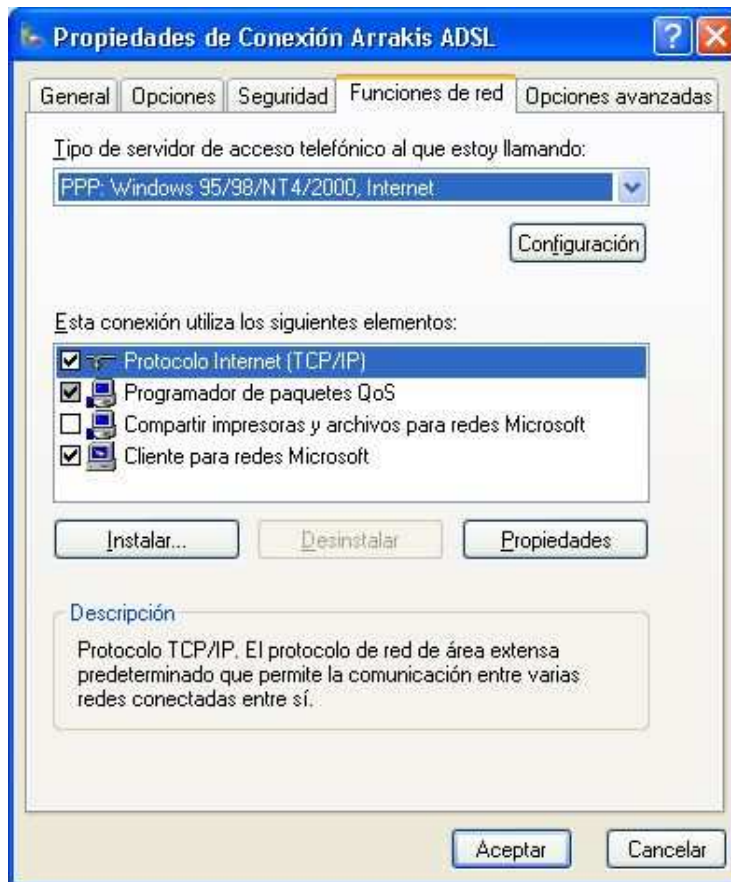 Propiedades de Conexión Arrakis ADSL
General Opciones Seguridad Funciones de red Opciones avanzadas
Tipo de servidor de acceso telefónico al que estoy llamando:
PPP: Windows 95/98/NT4/2000, Internet
Configuración
Esta conexión utiliza los siguientes elementos:
Protocolo Internet (TCP/IP)
Programador de paquetes QoS
Compartir impresoras y archivos para redes Microsoft
Cliente para redes Microsoft
Instalar... Desinstalar Propiedades
Descripción
Protocolo TCP/IP. El protocolo de red de área extensa
predeterminado que permite la comunicación entre varias
redes conectadas entre sí.
Aceptar Cancelar